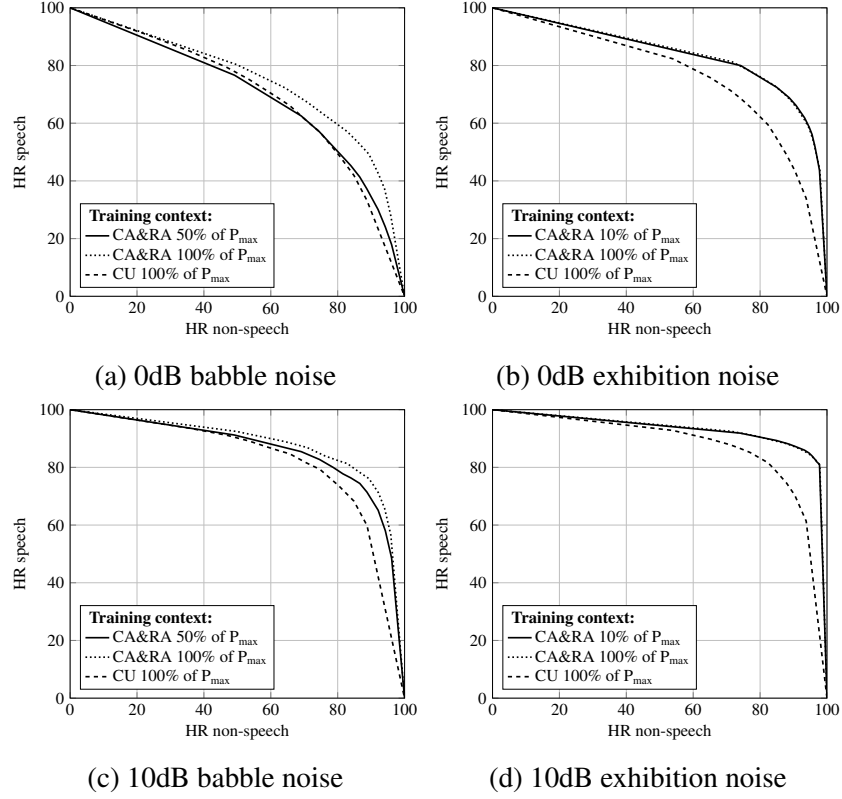 100
80
60
40
20
0
HR speech
Training context:
CA&RA 50% of Pmax
CA&RA 100% of Pmax
CU 100% of Pmax
0 20 40 60 80 100
HR non-speech
(a) 0dB babble noise
100
80
60
40
20
0
HR speech
Training context:
CA&RA 10% of Pmax
CA&RA 100% of Pmax
CU 100% of Pmax
0 20 40 60 80 100
HR non-speech
(b) 0dB exhibition noise
100
80
60
40
20
0
HR speech
Training context:
CA&RA 50% of Pmax
CA&RA 100% of Pmax
CU 100% of Pmax
0 20 40 60 80 100
HR non-speech
(c) 10dB babble noise
100
80
60
40
20
0
HR speech
Training context:
CA&RA 10% of Pmax
CA&RA 100% of Pmax
CU 100% of Pmax
0 20 40 60 80 100
HR non-speech
(d) 10dB exhibition noise